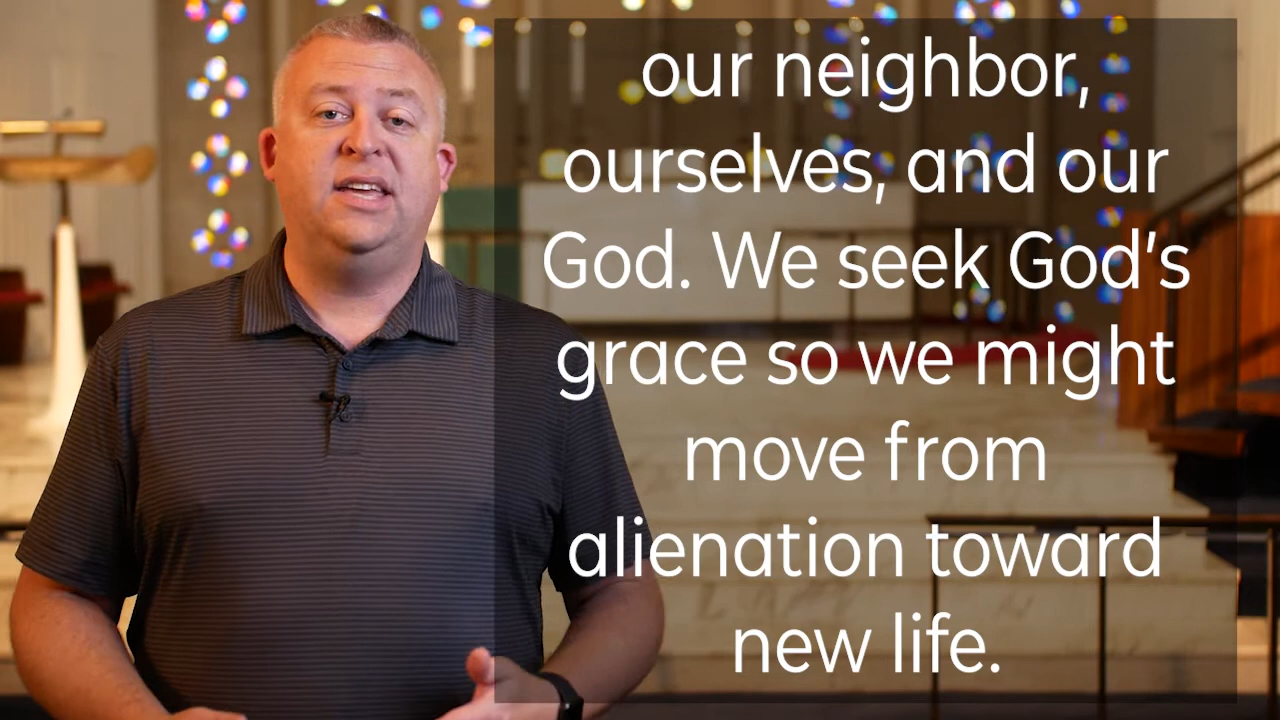 our neighbor,
ourselves, and our
God. We seek God's
grace so we might
move from
alienation toward
new life.